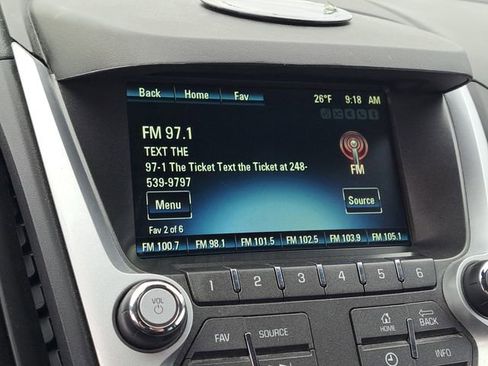 Back Home Fav 26°F 9:18 AM
FM 97.1
TEXT THE
97-1 The Ticket Text the Ticket at 248-
539-9797
FM
Menu Source
Fav 2 of 6
FM 100.7 FM 98.1 FM 101.5 FM 102.5 FM 103.9 FM 105.1
1 2 3 4 5 6
VOL
FAV SOURCE
HOME BACK
INFO